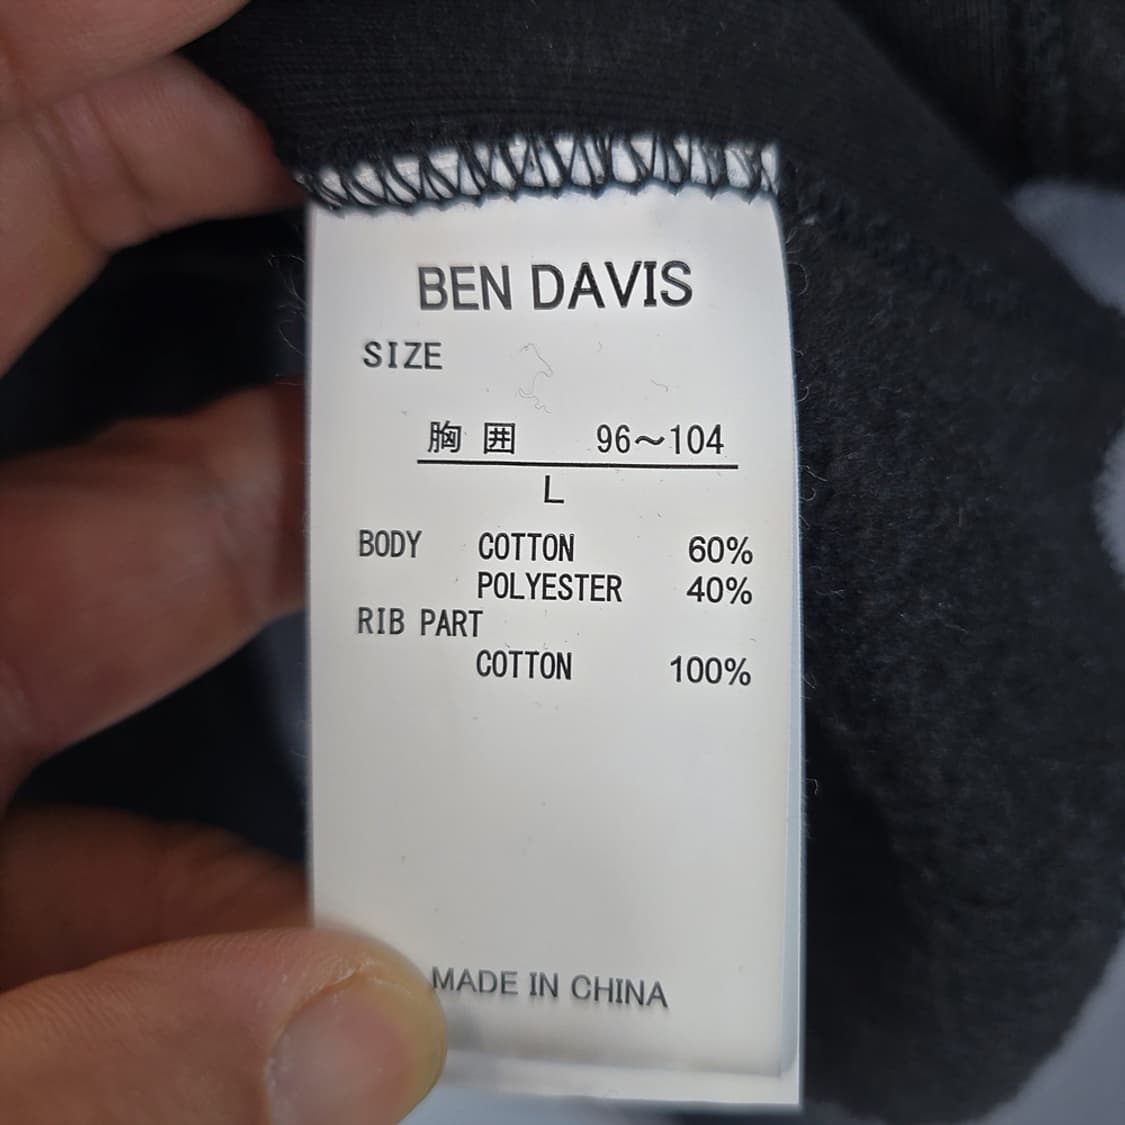 BEN DAVIS
SIZE
胸 囲 96～104
L
BODY COTTON 60%
POLYESTER 40%
RIB PART
COTTON 100%
MADE IN CHINA